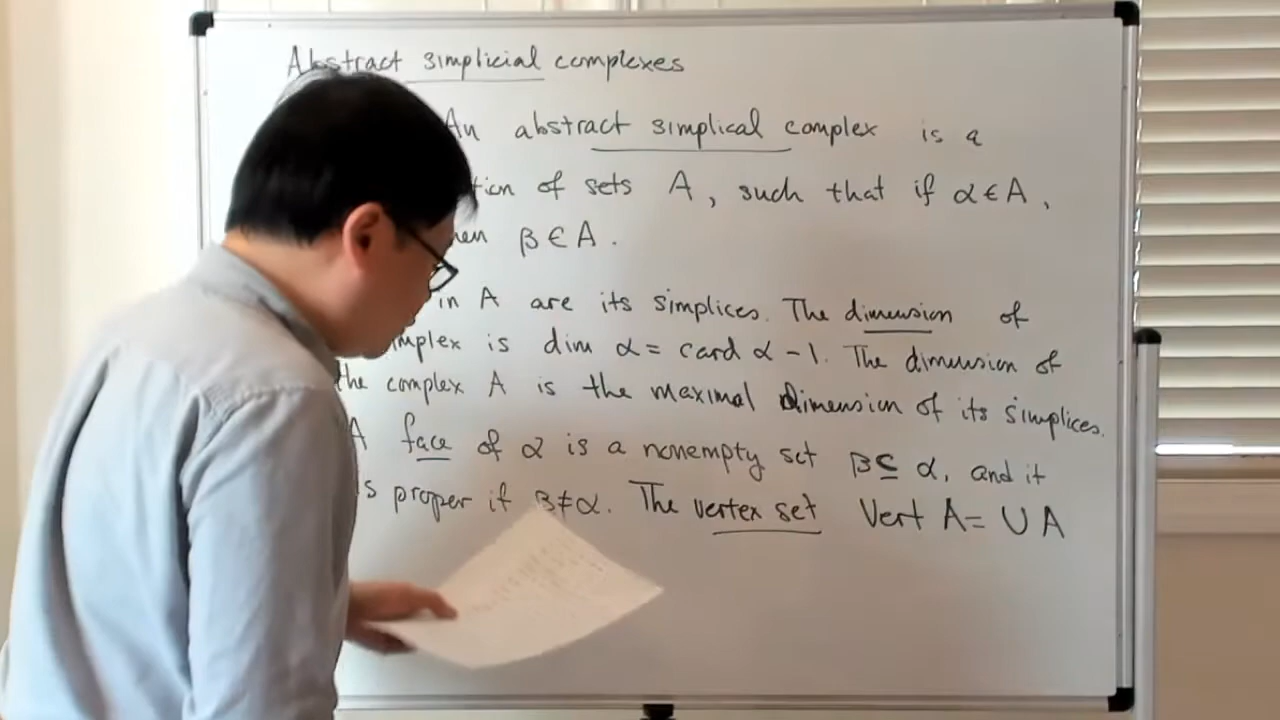 Abstract simplicial complexes
An abstract simplical complex is a
tion of sets A, such that if α ∈ A,
hen β ∈ A.
in A are its simplices. The dimension of
mplex is dim α = card α - 1. The dimension of
the complex A is the maximal dimension of its simplices.
A face of α is a nonempty set β ⊆ α, and it
is proper if β ≠ α. The vertex set Vert A = ∪ A